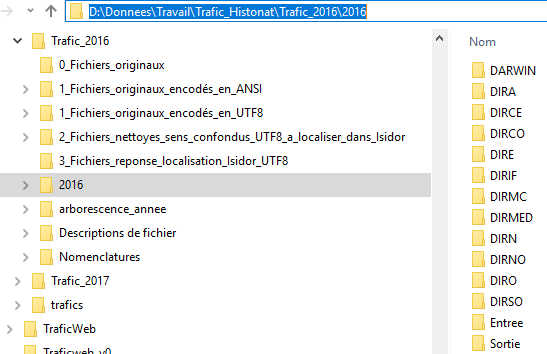 D:\Donnees\Travail\Trafic_Histonat\Trafic_2016\2016
Trafic_2016
0_Fichiers_originaux
1_Fichiers_originaux_encodés_en_ANSI
1_Fichiers_originaux_encodés_en_UTF8
2_Fichiers_nettoyes_sens_confondus_UTF8_a_localiser_dans_Isidor
3_Fichiers_reponse_localisation_Isidor_UTF8
2016
arborescence_annee
Descriptions de fichier
Nomenclatures
Trafic_2017
trafics
TraficWeb
Traficweb_v0
Nom
DARWIN
DIRA
DIRCE
DIRCO
DIRE
DIRIF
DIRMC
DIRMED
DIRN
DIRNO
DIRO
DIRSO
Entree
Sortie